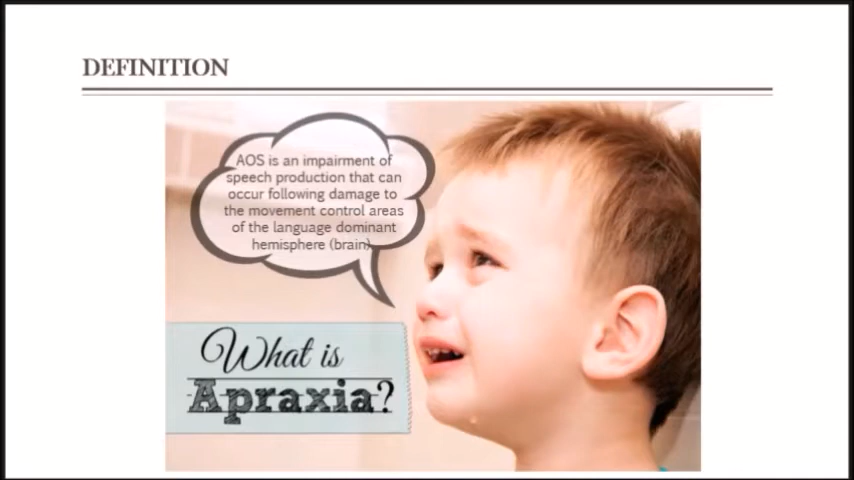 DEFINITION
AOS is an impairment of
speech production that can
occur following damage to
the movement control areas
of the language dominant
hemisphere (brain)
What is
Apraxia?